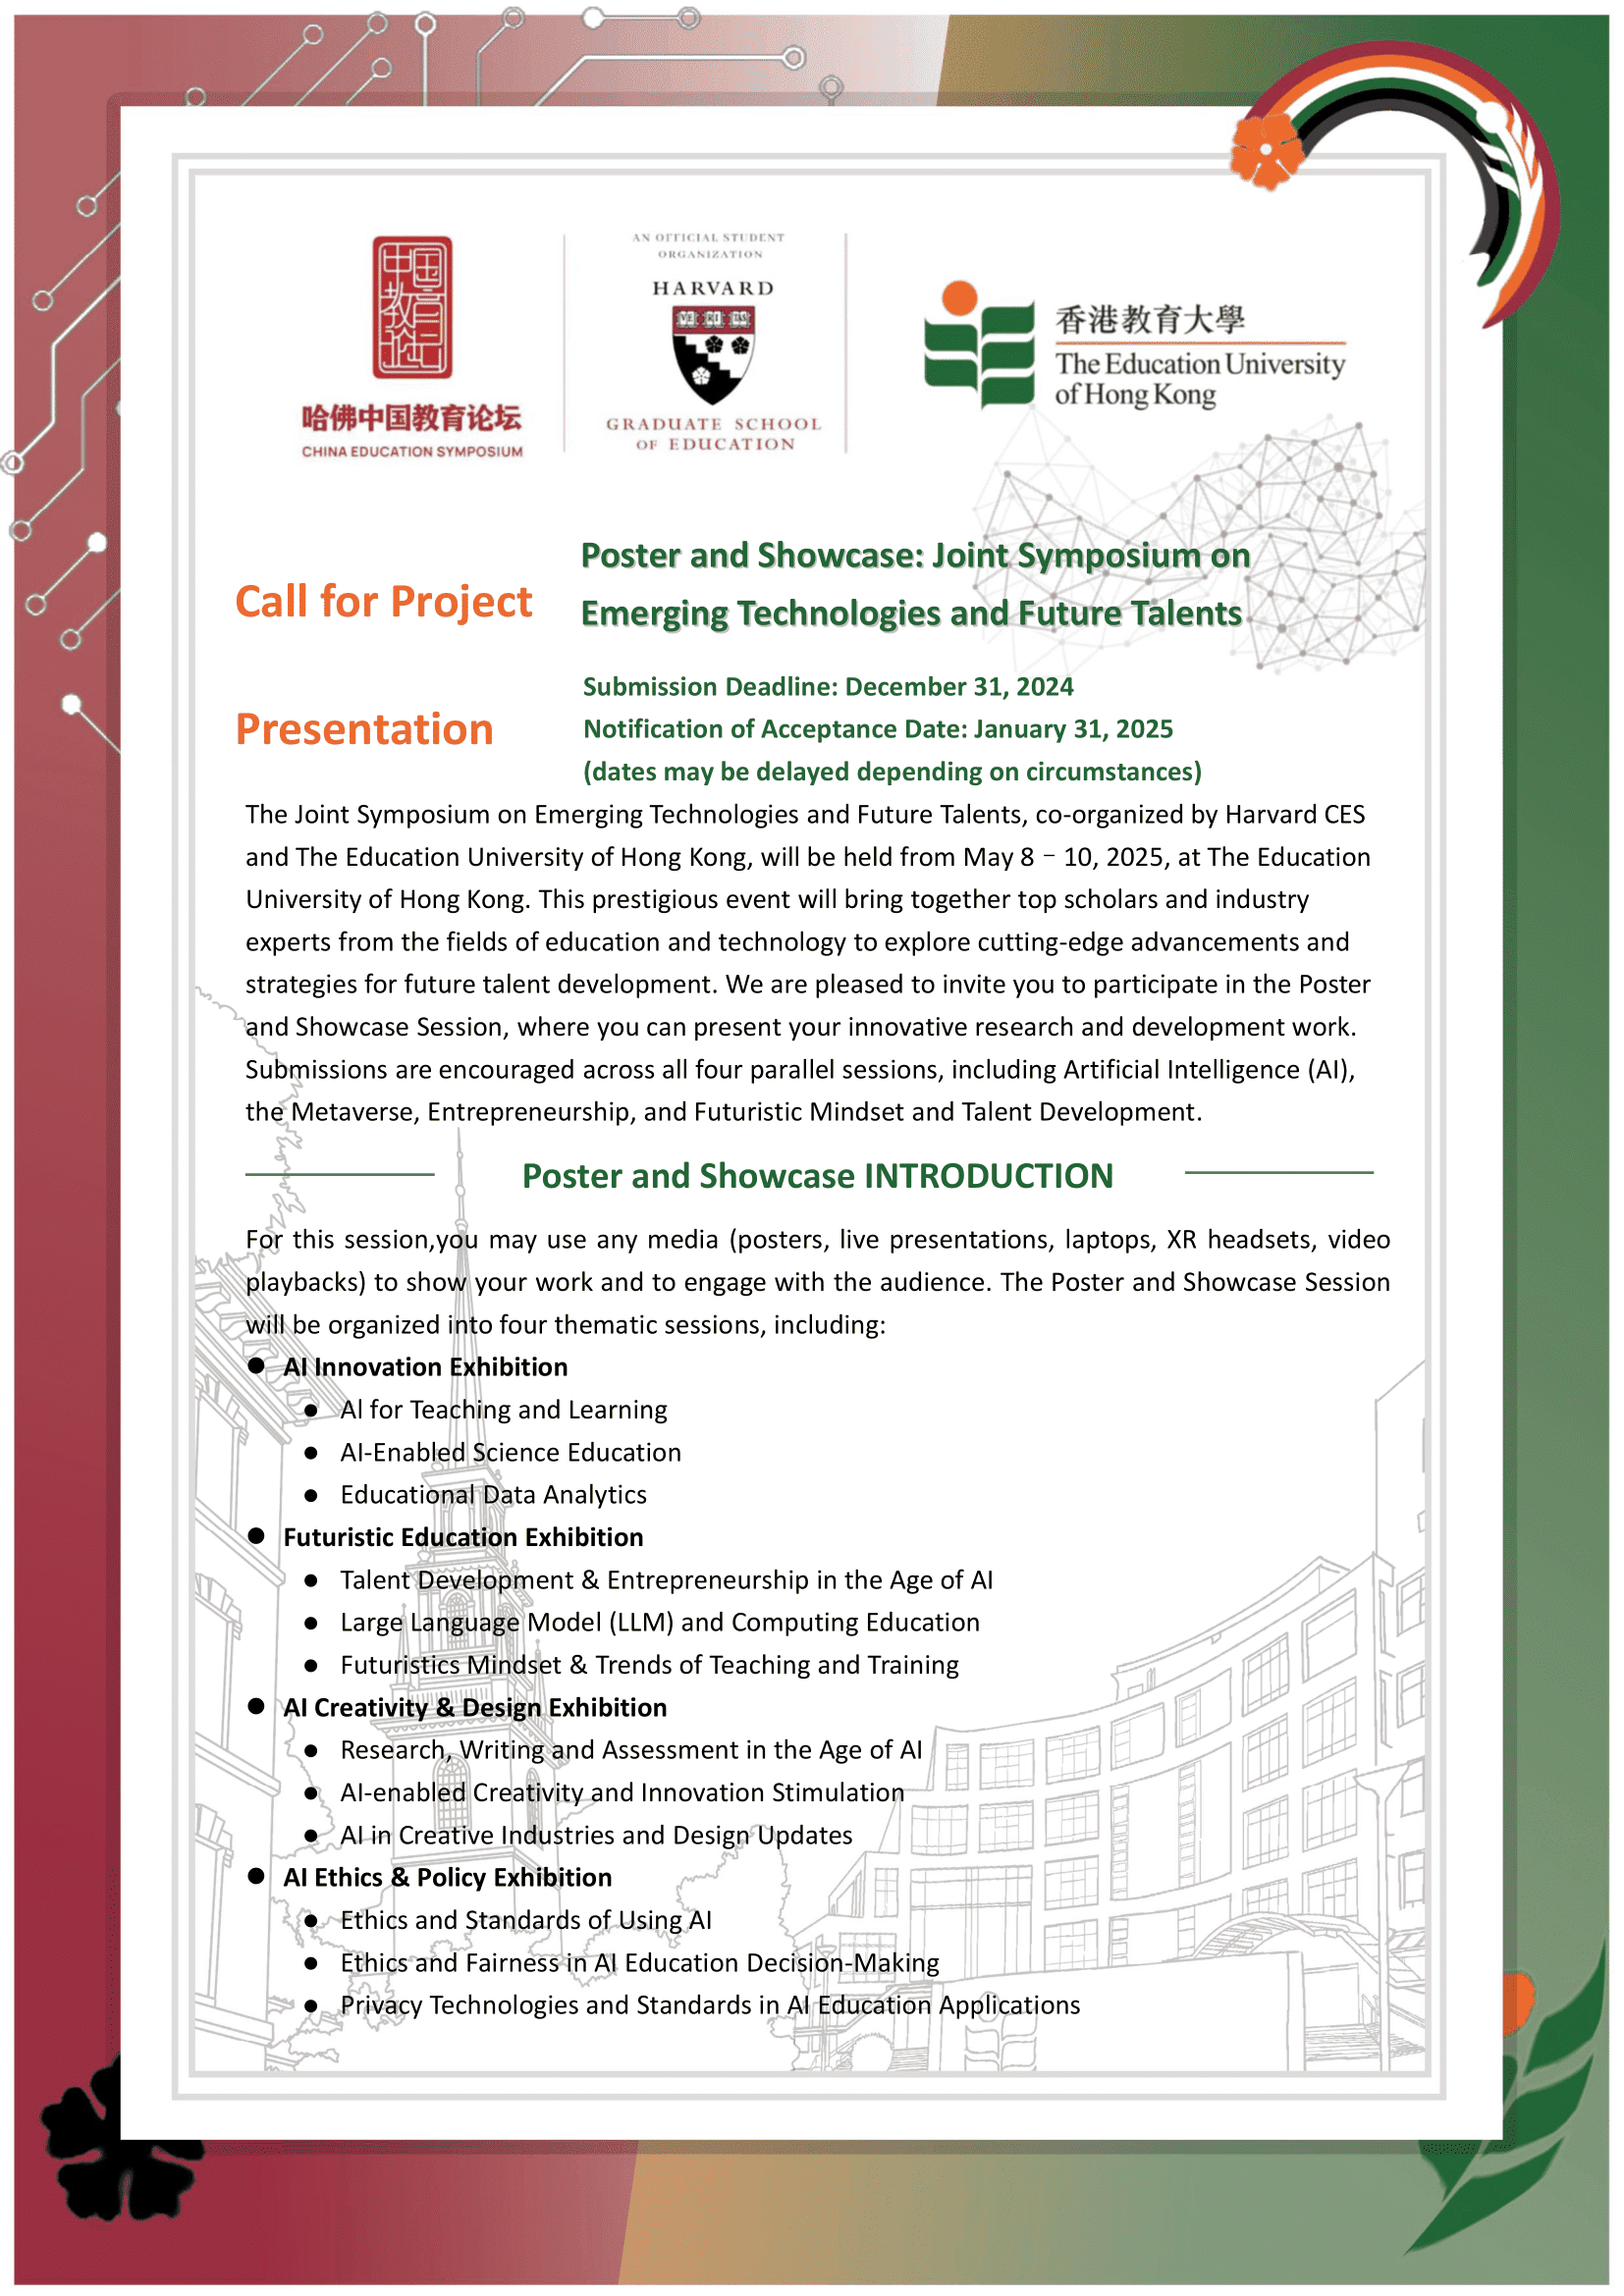 中国
教育
论坛
哈佛中国教育论坛
CHINA EDUCATION SYMPOSIUM
AN OFFICIAL STUDENT
ORGANIZATION
HARVARD
VE RI TAS
GRADUATE SCHOOL
OF EDUCATION
香港教育大學
The Education University
of Hong Kong
Call for Project
Presentation
Poster and Showcase: Joint Symposium on
Emerging Technologies and Future Talents
Submission Deadline: December 31, 2024
Notification of Acceptance Date: January 31, 2025
(dates may be delayed depending on circumstances)
The Joint Symposium on Emerging Technologies and Future Talents, co-organized by Harvard CES
and The Education University of Hong Kong, will be held from May 8 – 10, 2025, at The Education
University of Hong Kong. This prestigious event will bring together top scholars and industry
experts from the fields of education and technology to explore cutting-edge advancements and
strategies for future talent development. We are pleased to invite you to participate in the Poster
and Showcase Session, where you can present your innovative research and development work.
Submissions are encouraged across all four parallel sessions, including Artificial Intelligence (AI),
the Metaverse, Entrepreneurship, and Futuristic Mindset and Talent Development.
Poster and Showcase INTRODUCTION
For this session,you may use any media (posters, live presentations, laptops, XR headsets, video
playbacks) to show your work and to engage with the audience. The Poster and Showcase Session
will be organized into four thematic sessions, including:
● AI Innovation Exhibition
● AI for Teaching and Learning
● AI-Enabled Science Education
● Educational Data Analytics
● Futuristic Education Exhibition
● Talent Development & Entrepreneurship in the Age of AI
● Large Language Model (LLM) and Computing Education
● Futuristics Mindset & Trends of Teaching and Training
● AI Creativity & Design Exhibition
● Research, Writing and Assessment in the Age of AI
● AI-enabled Creativity and Innovation Stimulation
● AI in Creative Industries and Design Updates
● AI Ethics & Policy Exhibition
● Ethics and Standards of Using AI
● Ethics and Fairness in AI Education Decision-Making
● Privacy Technologies and Standards in AI Education Applications